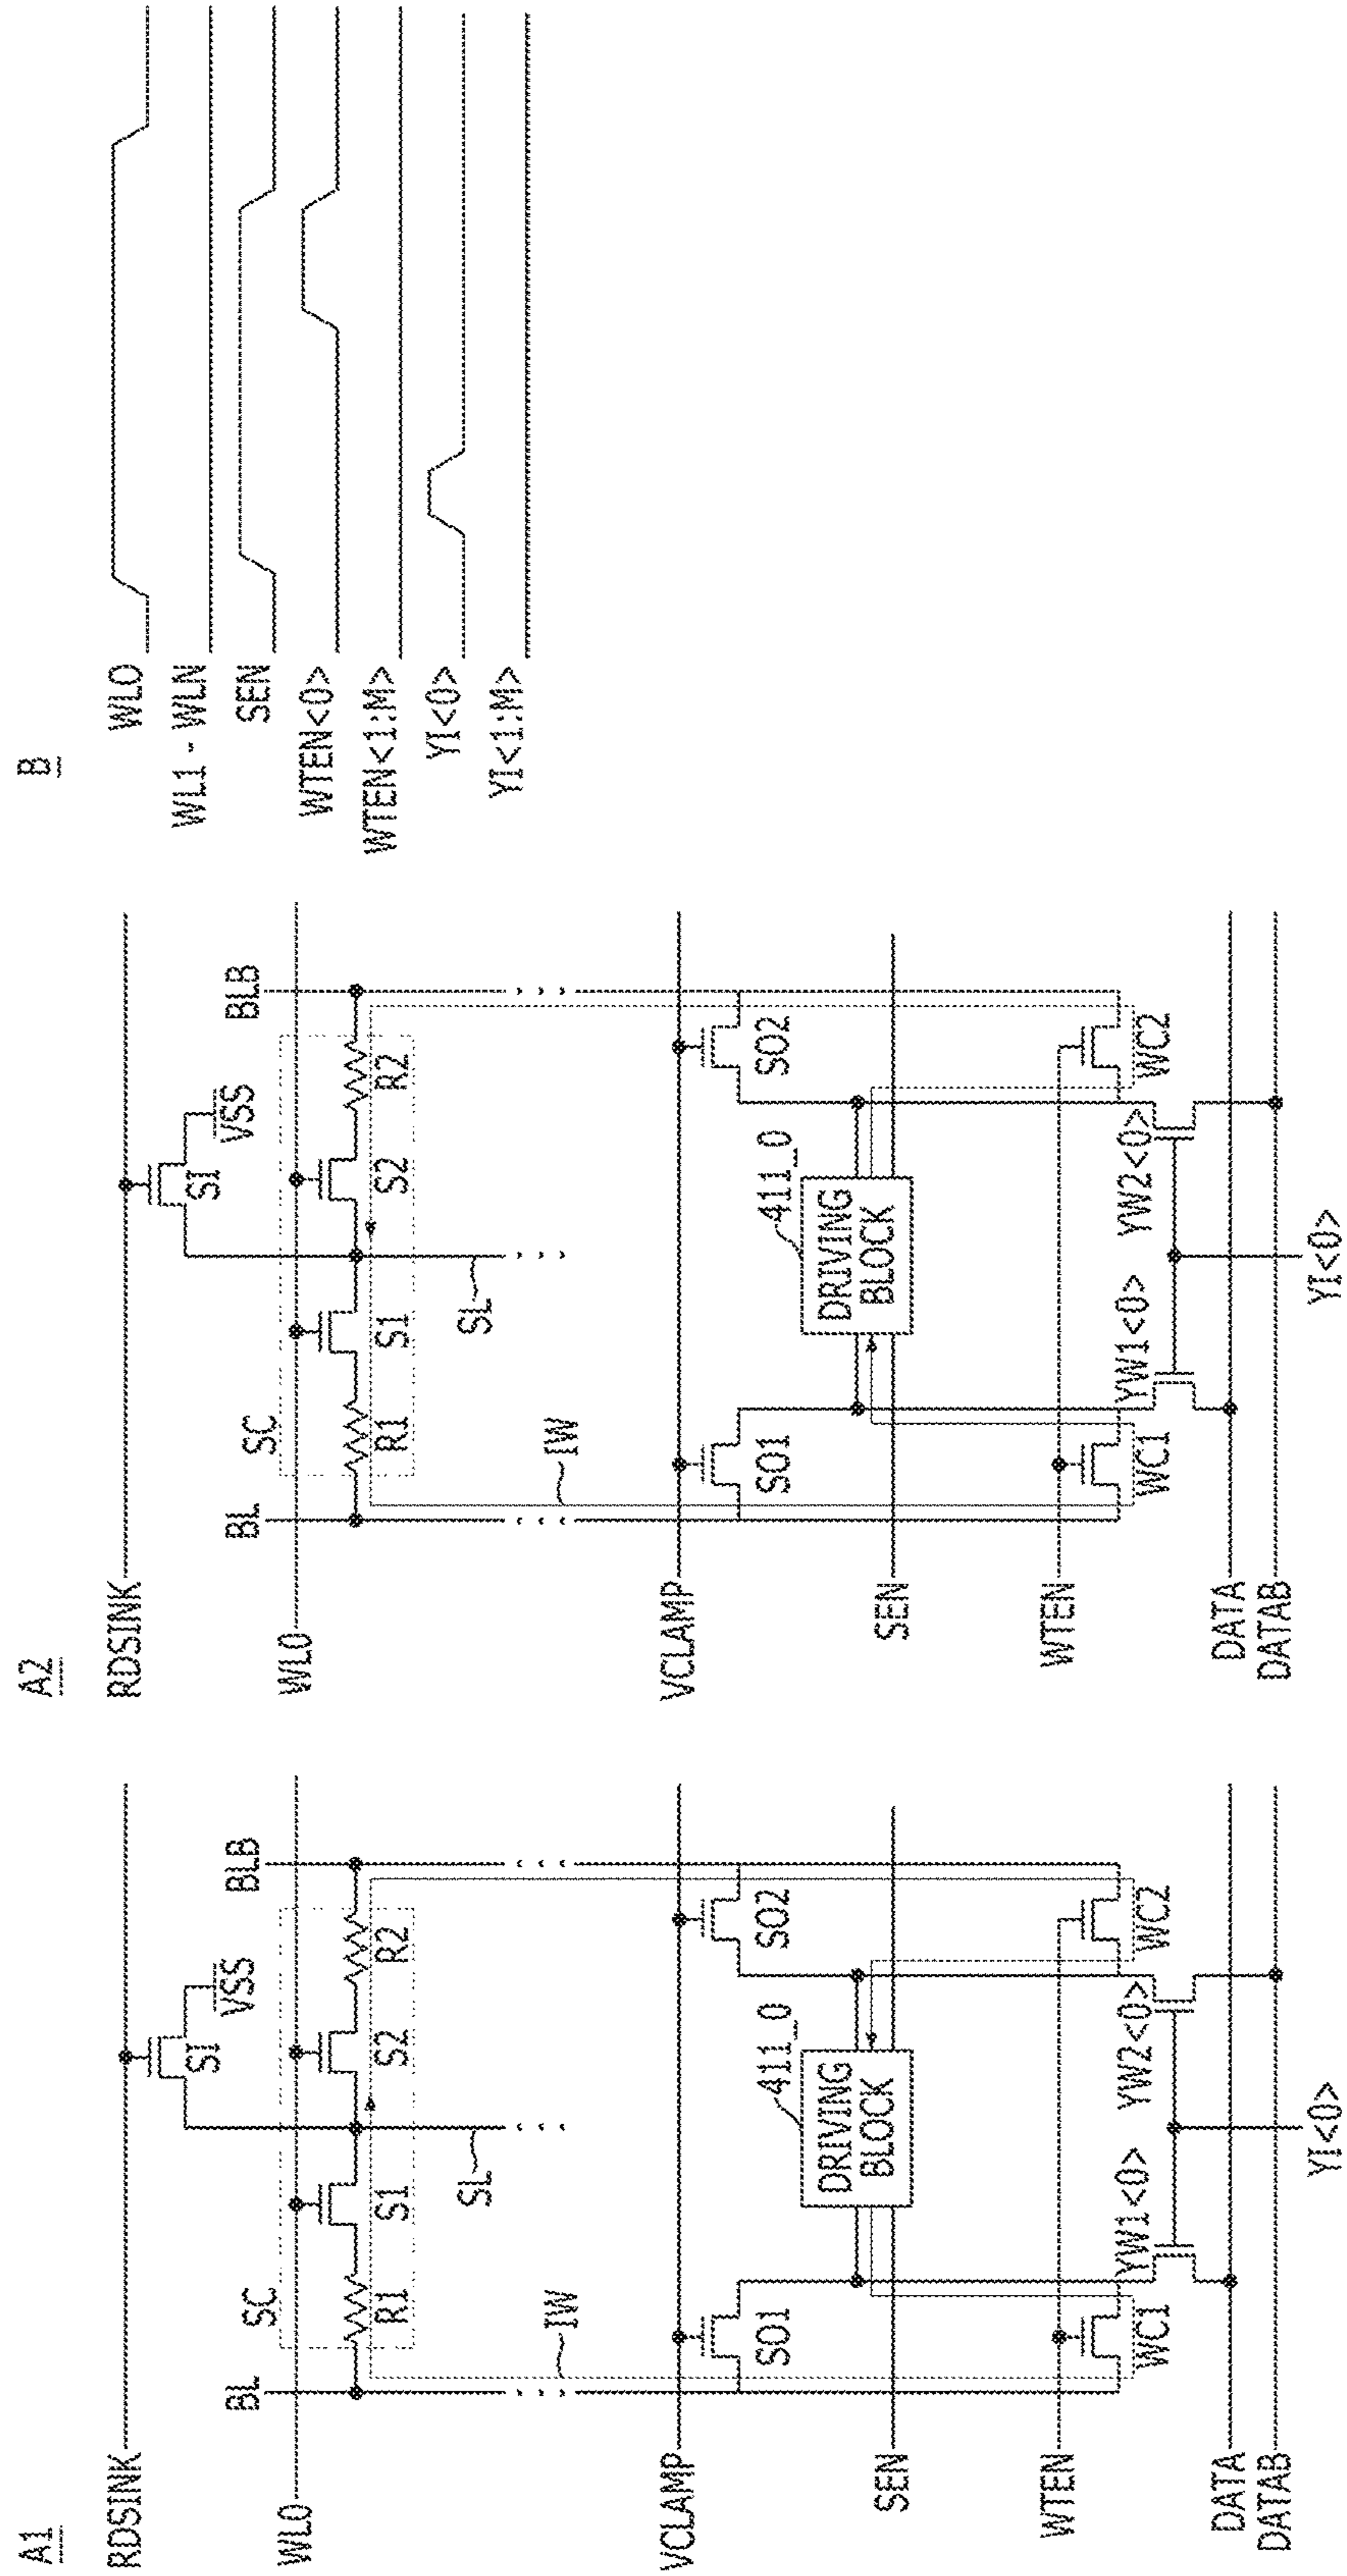 A1
RDSINK
SI
VSS
BL
BLB
WL0
SC
R1
S1
S2
R2
SL
IW
VCLAMP
SO1
SO2
411_0
DRIVING
BLOCK
SEN
WTEN
WC1
WC2
YW1<0>
YW2<0>
DATA
DATAB
YI<0>
A2
RDSINK
SI
VSS
BL
BLB
WL0
SC
R1
S1
S2
R2
SL
IW
VCLAMP
SO1
SO2
411_0
DRIVING
BLOCK
SEN
WTEN
WC1
WC2
YW1<0>
YW2<0>
DATA
DATAB
YI<0>
B
WL0
WL1 - WLN
SEN
WTEN<0>
WTEN<1:M>
YI<0>
YI<1:M>